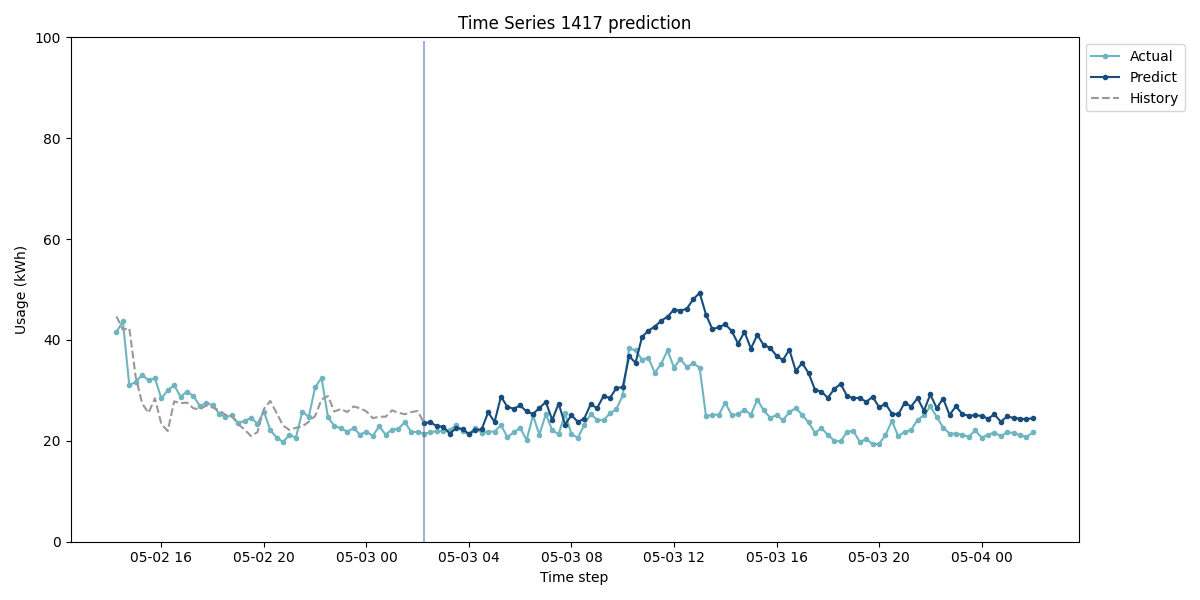 Time Series 1417 prediction
100
80
60
40
20
0
Usage (kWh)
05-02 16
05-02 20
05-03 00
05-03 04
05-03 08
05-03 12
05-03 16
05-03 20
05-04 00
Time step
Actual
Predict
History